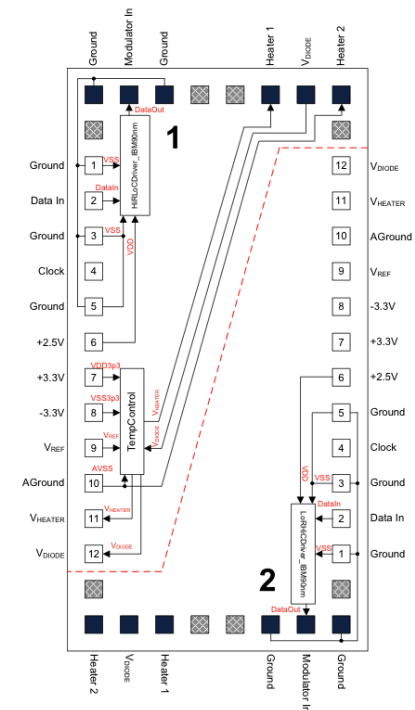 Ground
Modulator In
Ground
Heater 1
VDIODE
Heater 2
DataOut
1
HiRLoCDriver_IBM90nm
Ground
1
VSS
Data In
2
DataIn
Ground
3
VSS
VDD
Clock
4
Ground
5
+2.5V
6
+3.3V
7
VDD3p3
-3.3V
8
VSS3p3
VREF
9
VREF
AGround
10
AVSS
TempControl
VHEATER
VDIODE
VHEATER
11
VHEATER
VDIODE
12
VDIODE
12
VDIODE
11
VHEATER
10
AGround
9
VREF
8
-3.3V
7
+3.3V
6
+2.5V
5
Ground
4
Clock
VDD
VSS
3
Ground
DataIn
2
Data In
VSS
1
Ground
LoRHiCDriver_IBM90nm
2
DataOut
Heater 2
VDIODE
Heater 1
Ground
Modulator In
Ground